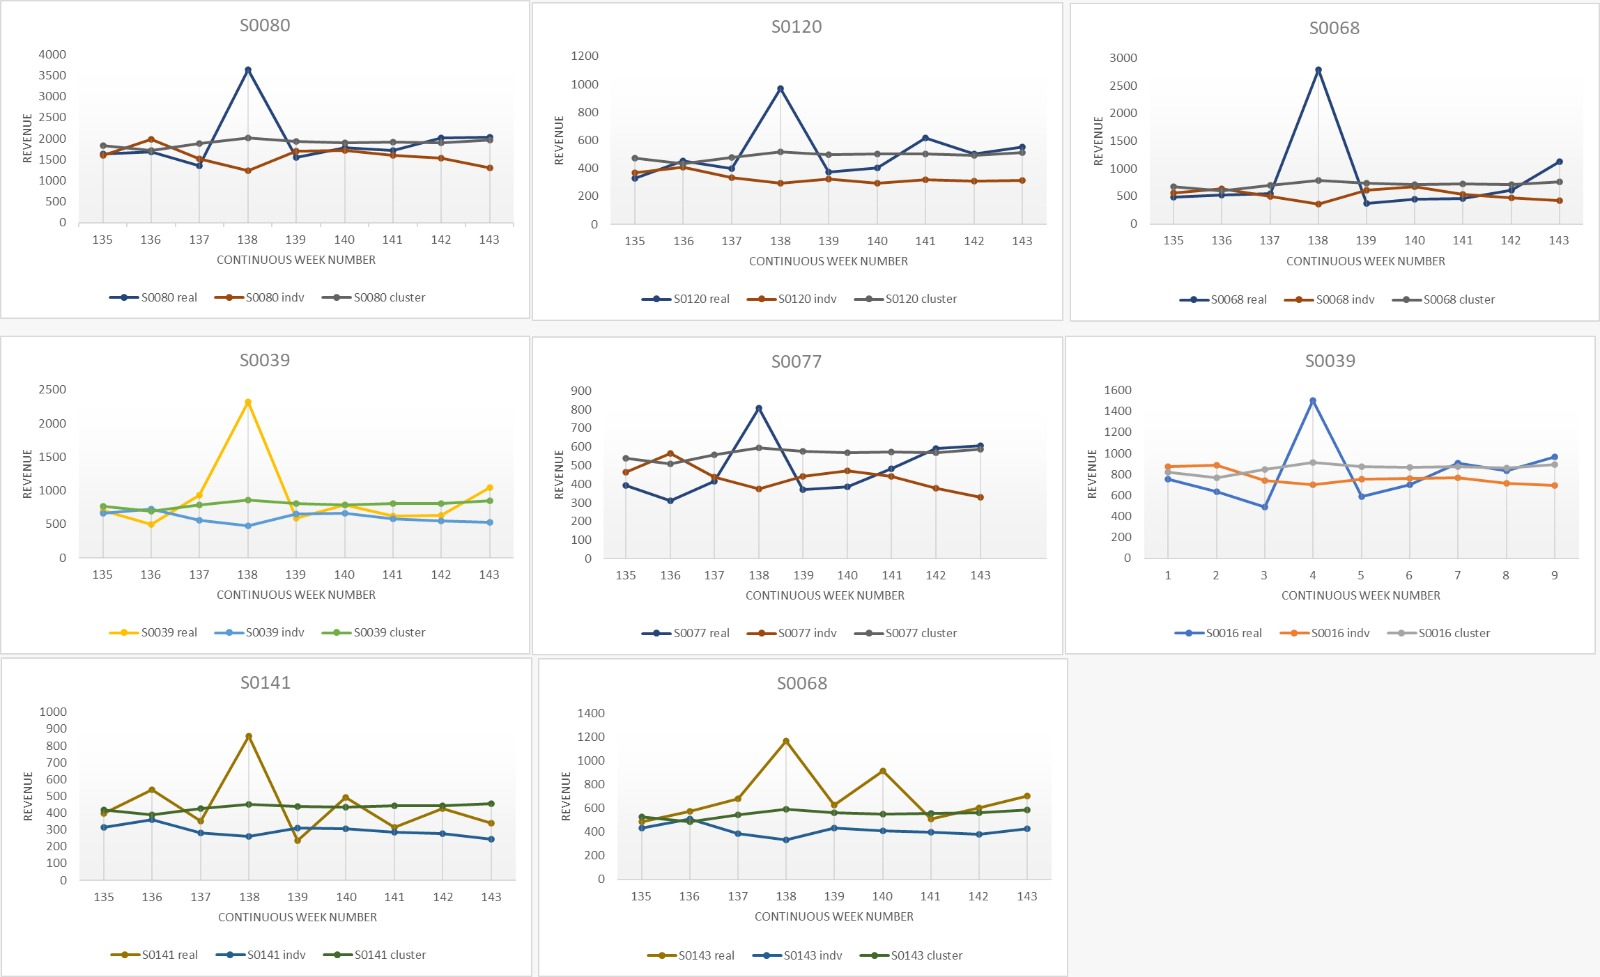 S0080
4000
3500
3000
2500
2000
1500
1000
500
0
REVENUE
135 136 137 138 139 140 141 142 143
CONTINUOUS WEEK NUMBER
S0080 real S0080 indv S0080 cluster
S0120
1200
1000
800
600
400
200
0
REVENUE
135 136 137 138 139 140 141 142 143
CONTINUOUS WEEK NUMBER
S0120 real S0120 indv S0120 cluster
S0068
3000
2500
2000
1500
1000
500
0
REVENUE
135 136 137 138 139 140 141 142 143
CONTINUOUS WEEK NUMBER
S0068 real S0068 indv S0068 cluster
S0039
2500
2000
1500
1000
500
0
REVENUE
135 136 137 138 139 140 141 142 143
CONTINUOUS WEEK NUMBER
S0039 real S0039 indv S0039 cluster
S0077
900
800
700
600
500
400
300
200
100
0
REVENUE
135 136 137 138 139 140 141 142 143
CONTINUOUS WEEK NUMBER
S0077 real S0077 indv S0077 cluster
S0039
1600
1400
1200
1000
800
600
400
200
0
REVENUE
1 2 3 4 5 6 7 8 9
CONTINUOUS WEEK NUMBER
S0016 real S0016 indv S0016 cluster
S0141
1000
900
800
700
600
500
400
300
200
100
0
REVENUE
135 136 137 138 139 140 141 142 143
CONTINUOUS WEEK NUMBER
S0141 real S0141 indv S0141 cluster
S0068
1400
1200
1000
800
600
400
200
0
REVENUE
135 136 137 138 139 140 141 142 143
CONTINUOUS WEEK NUMBER
S0143 real S0143 indv S0143 cluster